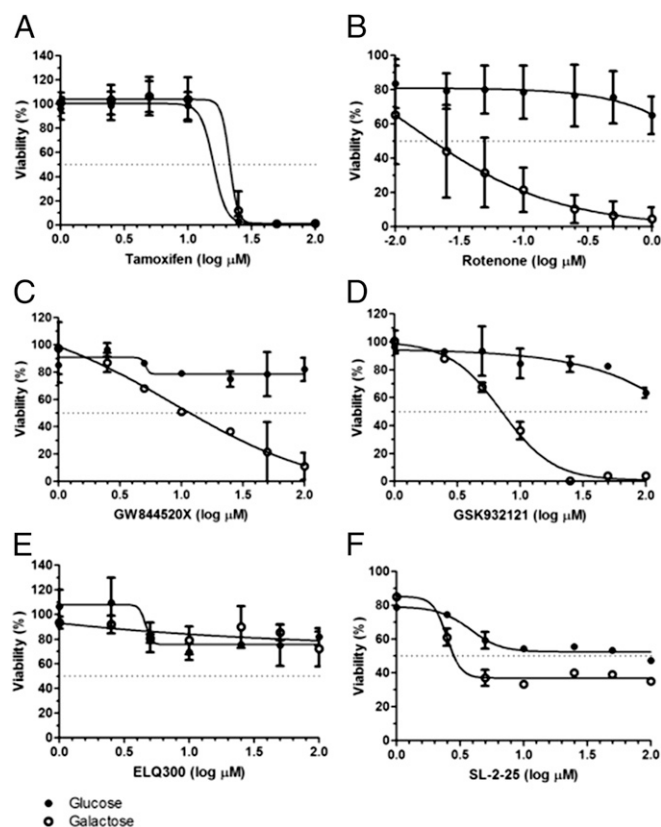 A
Viability (%)
140
120
100
80
60
40
20
0
0.0 0.5 1.0 1.5 2.0
Tamoxifen (log µM)
B
Viability (%)
100
80
60
40
20
0
-2.0 -1.5 -1.0 -0.5 0.0
Rotenone (log µM)
C
Viability (%)
120
100
80
60
40
20
0
0.0 0.5 1.0 1.5 2.0
GW844520X (log µM)
D
Viability (%)
120
100
80
60
40
20
0
0.0 0.5 1.0 1.5 2.0
GSK932121 (log µM)
E
Viability (%)
140
120
100
80
60
40
20
0
0.0 0.5 1.0 1.5 2.0
ELQ300 (log µM)
F
Viability (%)
100
80
60
40
20
0
0.0 0.5 1.0 1.5 2.0
SL-2-25 (log µM)
Glucose
Galactose